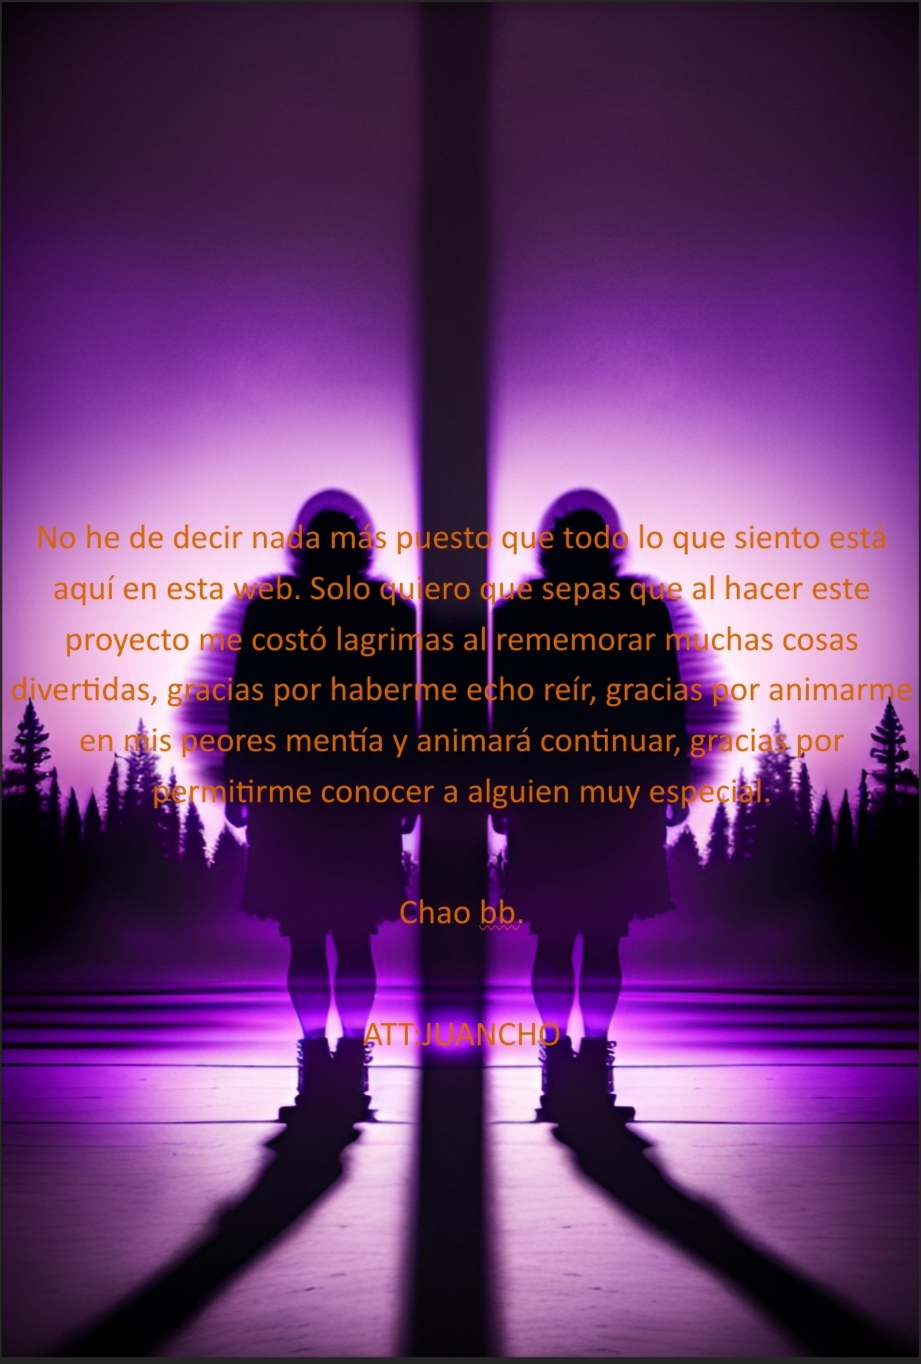 No he de decir nada más puesto que todo lo que siento está
aquí en esta web. Solo quiero que sepas que al hacer este
proyecto me costó lagrimas al rememorar muchas cosas
divertidas, gracias por haberme echo reír, gracias por animarme
en mis peores mentía y animará continuar, gracias por
permitirme conocer a alguien muy especial.
Chao bb.
ATT:JUANCHO